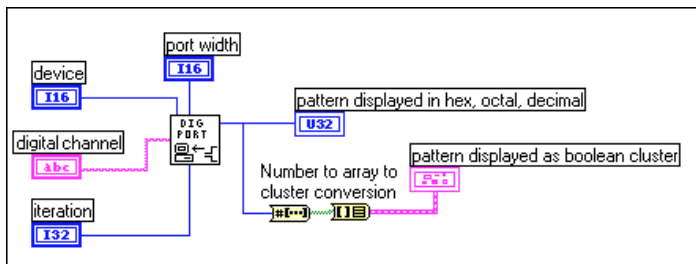 port width
I16
device
I16
DIG
PORT
pattern displayed in hex, octal, decimal
U32
digital channel
abc
pattern displayed as boolean cluster
Number to array to
cluster conversion
#[···]
[]
iteration
I32